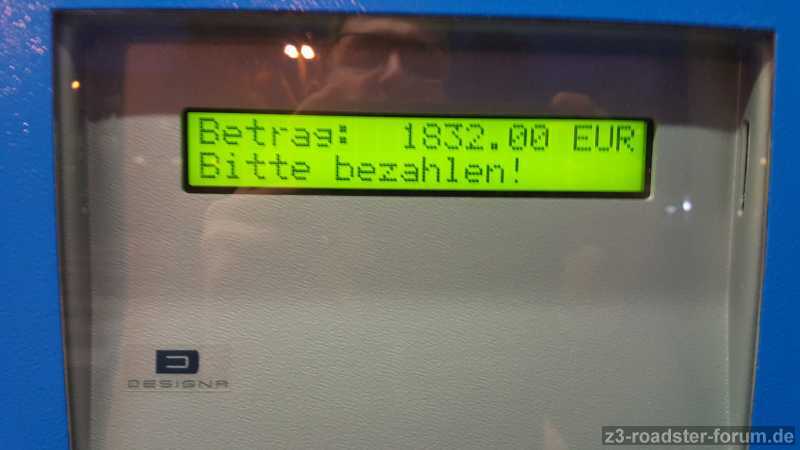 Betrag: 1832.00 EUR
Bitte bezahlen!
DESIGNA
z3-roadster-forum.de